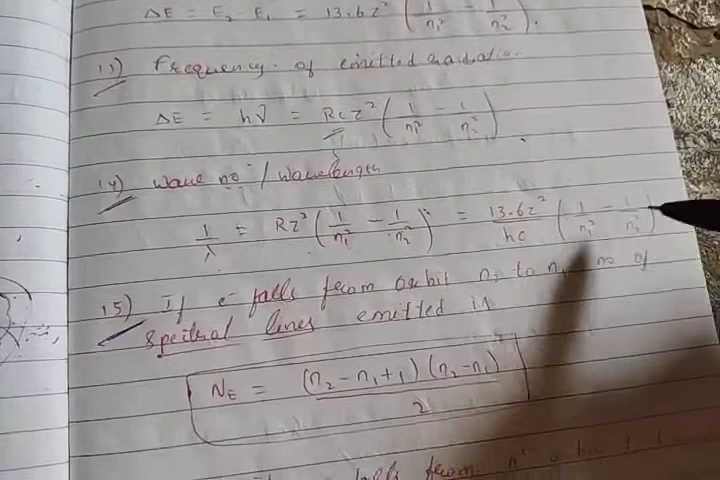 ΔE = E₂ - E₁ = 13.6 z² (1/n₁² - 1/n₂²).
13) Frequency of emitted radiation.
ΔE = hν = Rcz² (1/n₁² - 1/n₂²)
14) Wave no / wavelength
1/λ = Rz² (1/n₁² - 1/n₂²) = 13.6z²/hc (1/n₁² - 1/n₂²)
15) If e⁻ falls from orbit n₂ to n₁, no of
spectral lines emitted is
N_E = (n₂-n₁+1)(n₂-n₁)/2
falls from